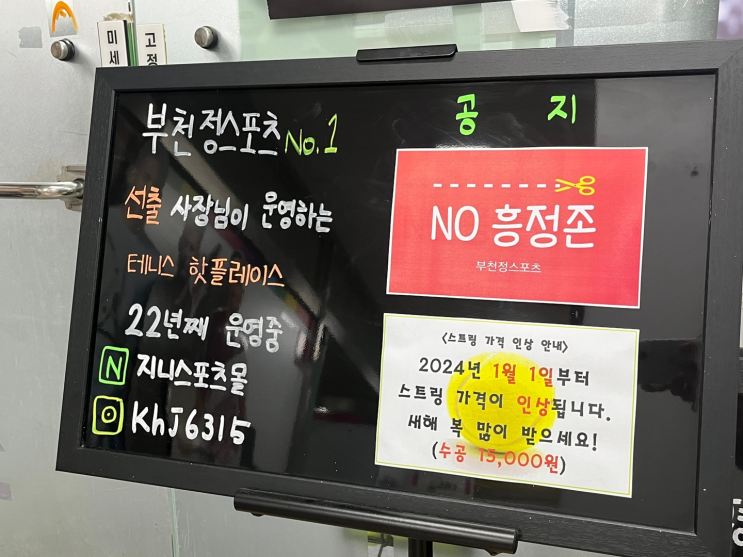 미세
고정
부천정스포츠 No.1
선출 사장님이 운영하는
테니스 핫플레이스
22년째 운영중
N 지니스포츠몰
KhJ6315
공 지
NO 흥정존
부천정스포츠
<스트링 가격 인상 안내>
2024년 1월 1일부터
스트링 가격이 인상됩니다.
새해 복 많이 받으세요!
(수공 15,000원)